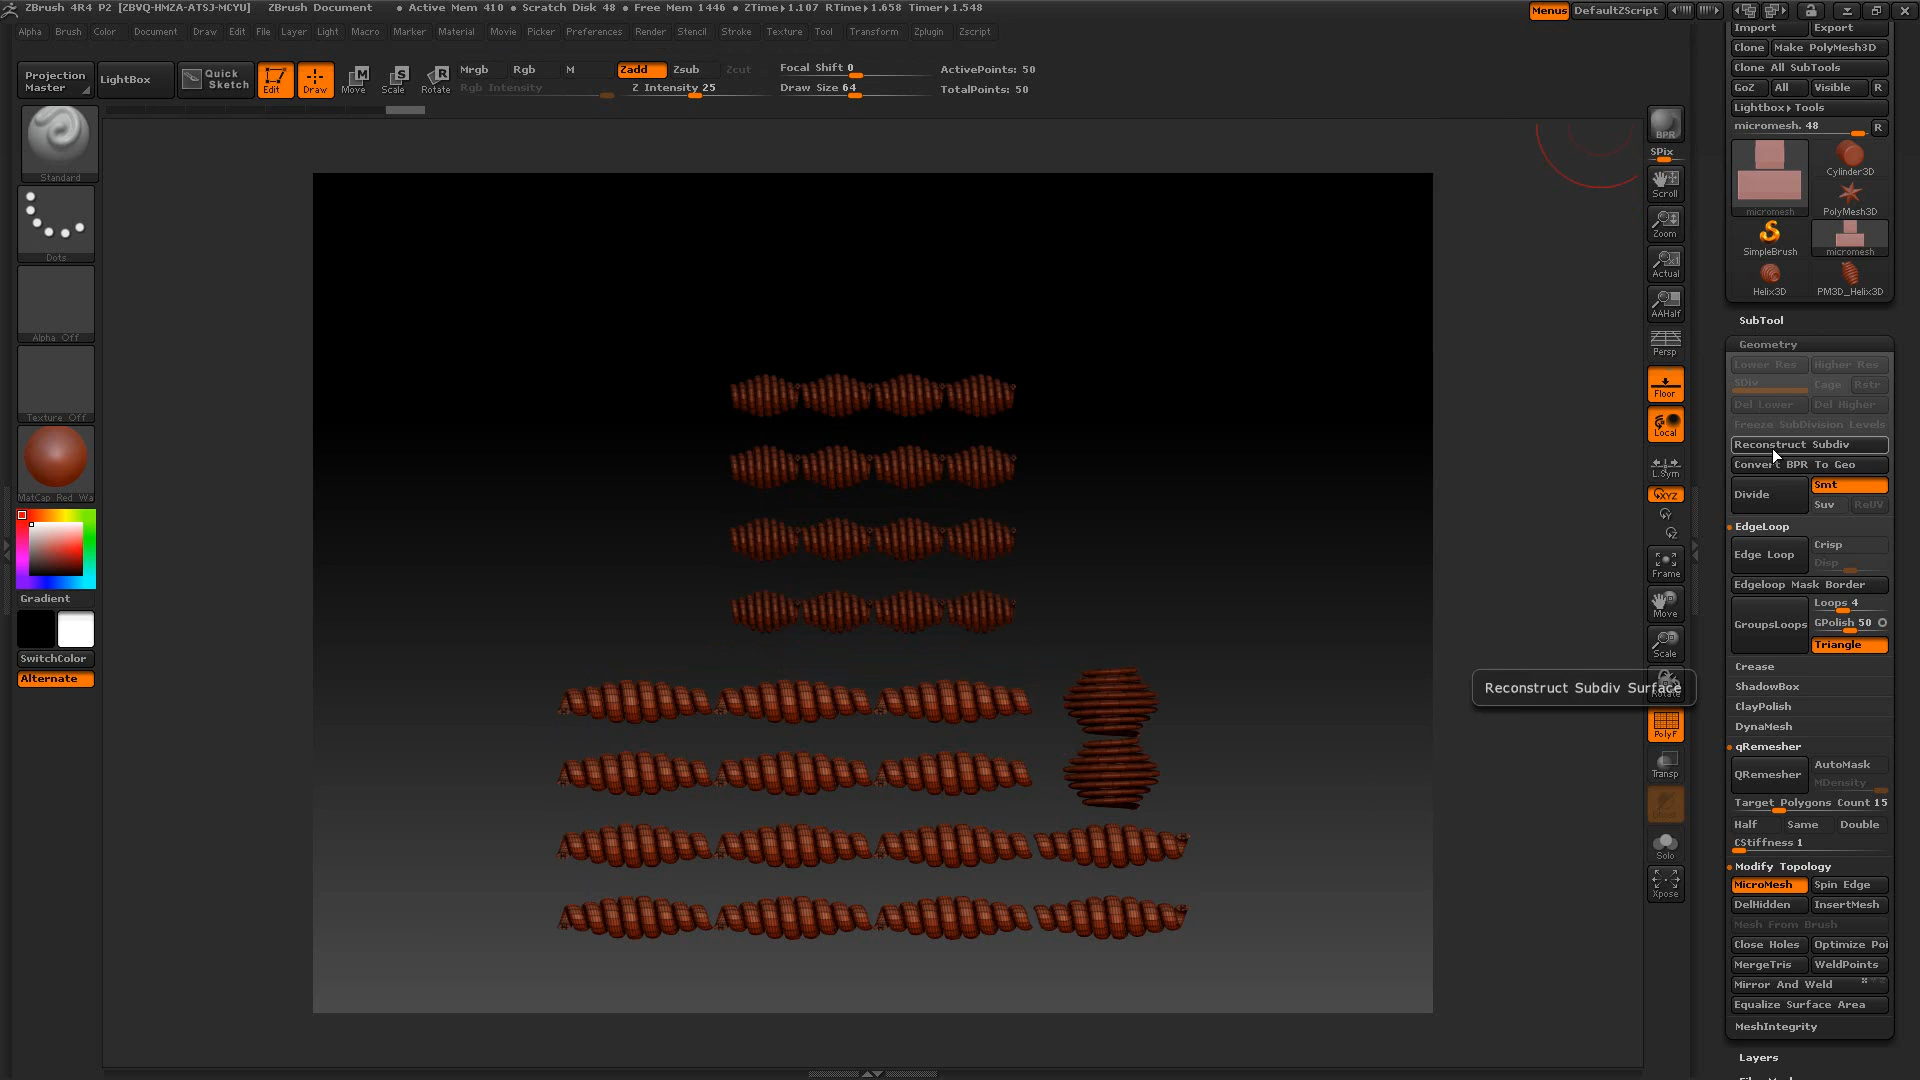 ZBrush 4R4 P2 [ZBVQ-HMZA-ATSJ-MCYU] ZBrush Document • Active Mem 410 • Scratch Disk 48 • Free Mem 1446 • ZTime▸1.107 RTime▸1.658 Timer▸1.548
Menus DefaultZScript
Alpha Brush Color Document Draw Edit File Layer Light Macro Marker Material Movie Picker Preferences Render Stencil Stroke Texture Tool Transform Zplugin Zscript
Projection Master
LightBox
Quick Sketch
Edit Draw Move Scale Rotate
Mrgb Rgb M Zadd Zsub Zcut
Rgb Intensity Z Intensity 25
Focal Shift 0
Draw Size 64
ActivePoints: 50
TotalPoints: 50
Standard
Dots
Alpha Off
Texture Off
MatCap Red Wa
Gradient
SwitchColor
Alternate
BPR
SPix
Scroll
Zoom
Actual
AAHalf
Persp
Floor
Local
L.Sym
XYZ
Y
Z
Frame
Move
Scale
Rotate
PolyF
Transp
Solo
Xpose
Reconstruct Subdiv Surface
Import Export
Clone Make PolyMesh3D
Clone All SubTools
GoZ All Visible R
Lightbox▸Tools
micromesh. 48 R
micromesh
Cylinder3D
PolyMesh3D
SimpleBrush
micromesh
Helix3D
PM3D_Helix3D
SubTool
Geometry
Lower Res Higher Res
SDiv Cage Rstr
Del Lower Del Higher
Freeze SubDivision Levels
Reconstruct Subdiv
Convert BPR To Geo
Divide Smt
Suv ReUV
EdgeLoop
Edge Loop Crisp
Disp
Edgeloop Mask Border
GroupsLoops Loops 4
GPolish 50
Triangle
Crease
ShadowBox
ClayPolish
DynaMesh
qRemesher
QRemesher AutoMask
MDensity
Target Polygons Count 15
Half Same Double
CStiffness 1
Modify Topology
MicroMesh Spin Edge
DelHidden InsertMesh
Mesh From Brush
Close Holes Optimize Poi
MergeTris WeldPoints
Mirror And Weld
Equalize Surface Area
MeshIntegrity
Layers